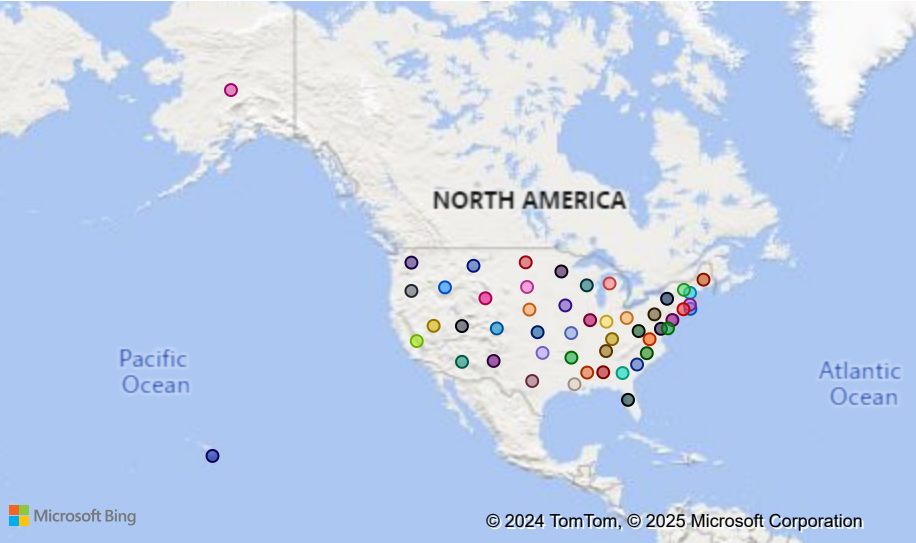 NORTH AMERICA
Pacific
Ocean
Atlantic
Ocean
Microsoft Bing
© 2024 TomTom, © 2025 Microsoft Corporation